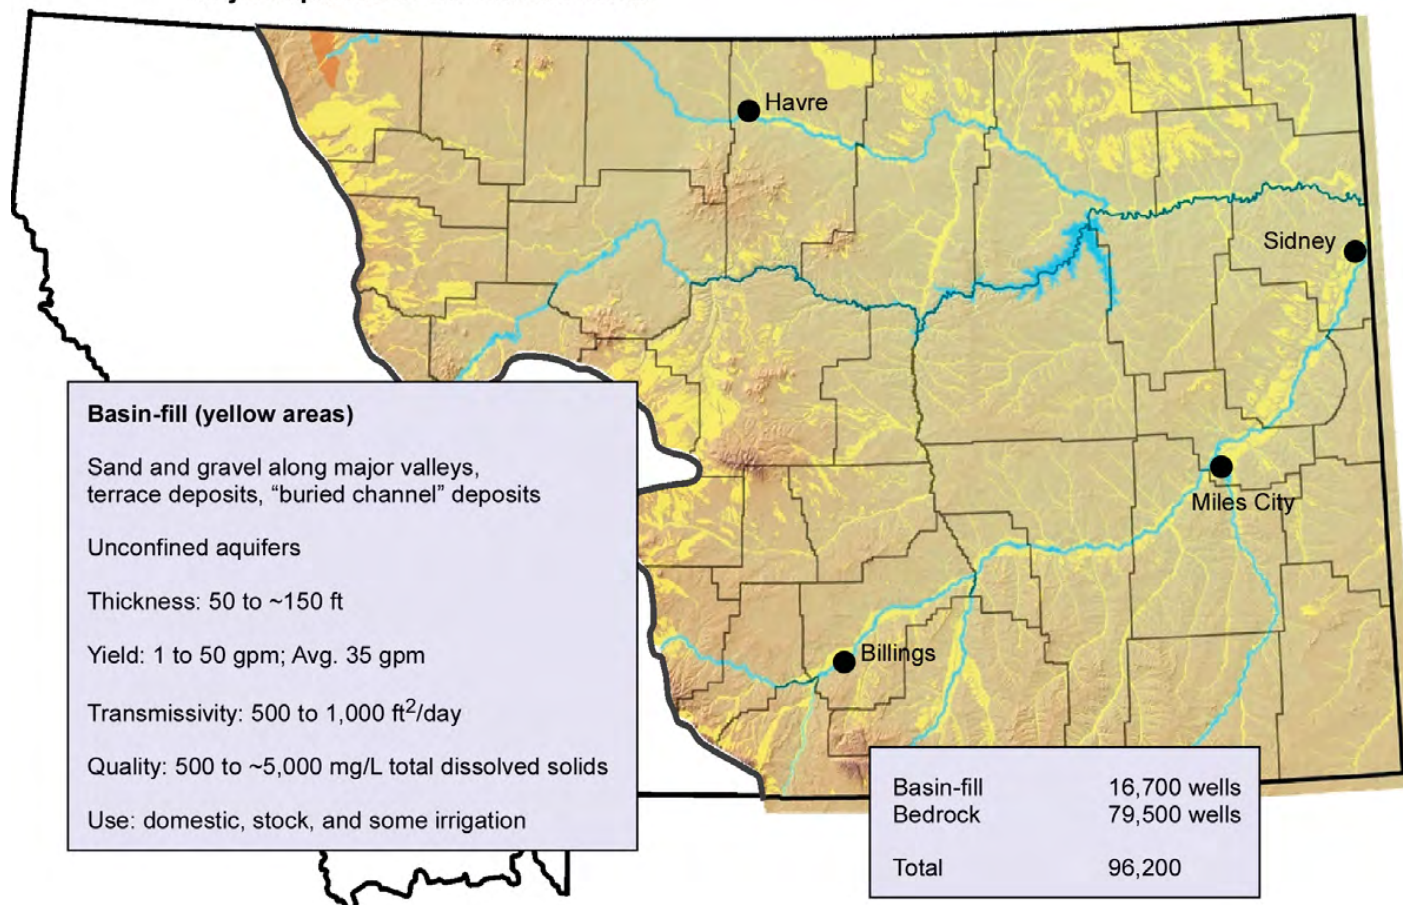 Havre
Sidney
Miles City
Billings
Basin-fill (yellow areas)
Sand and gravel along major valleys,
terrace deposits, “buried channel” deposits
Unconfined aquifers
Thickness: 50 to ~150 ft
Yield: 1 to 50 gpm; Avg. 35 gpm
Transmissivity: 500 to 1,000 ft²/day
Quality: 500 to ~5,000 mg/L total dissolved solids
Use: domestic, stock, and some irrigation
Basin-fill 16,700 wells
Bedrock 79,500 wells
Total 96,200